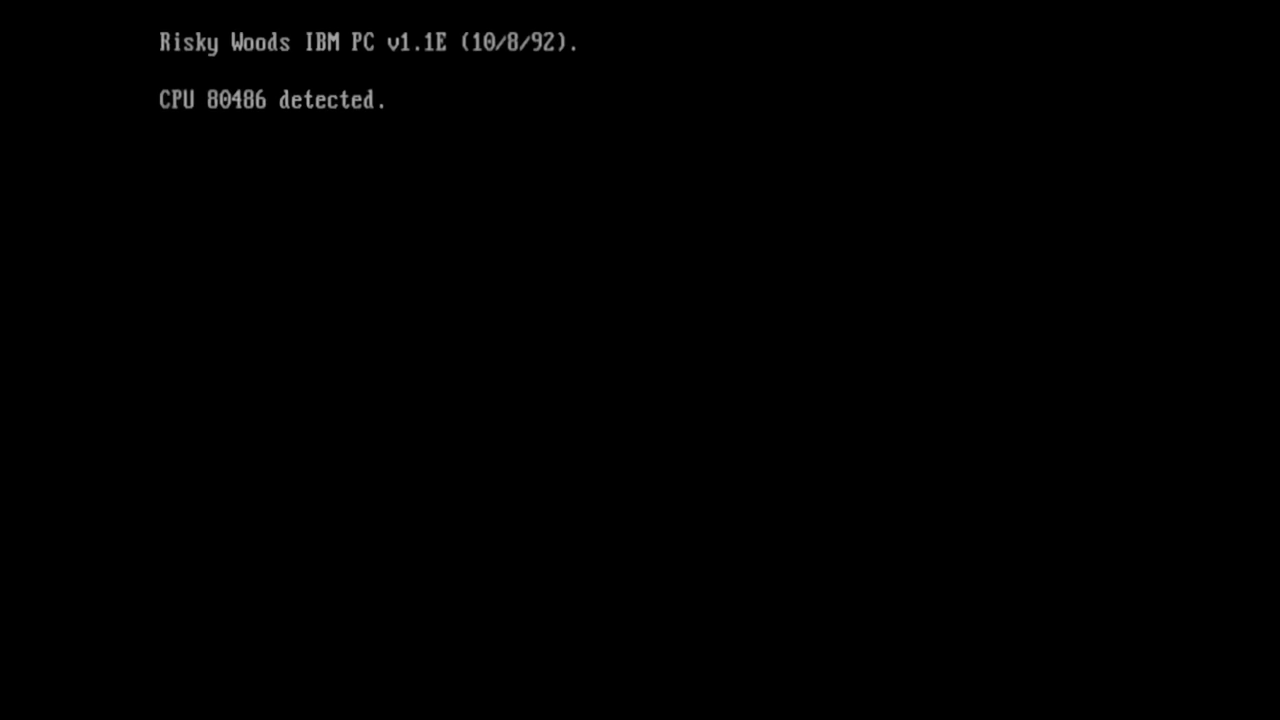 Risky Woods IBM PC v1.1E (10/8/92).
CPU 80486 detected.